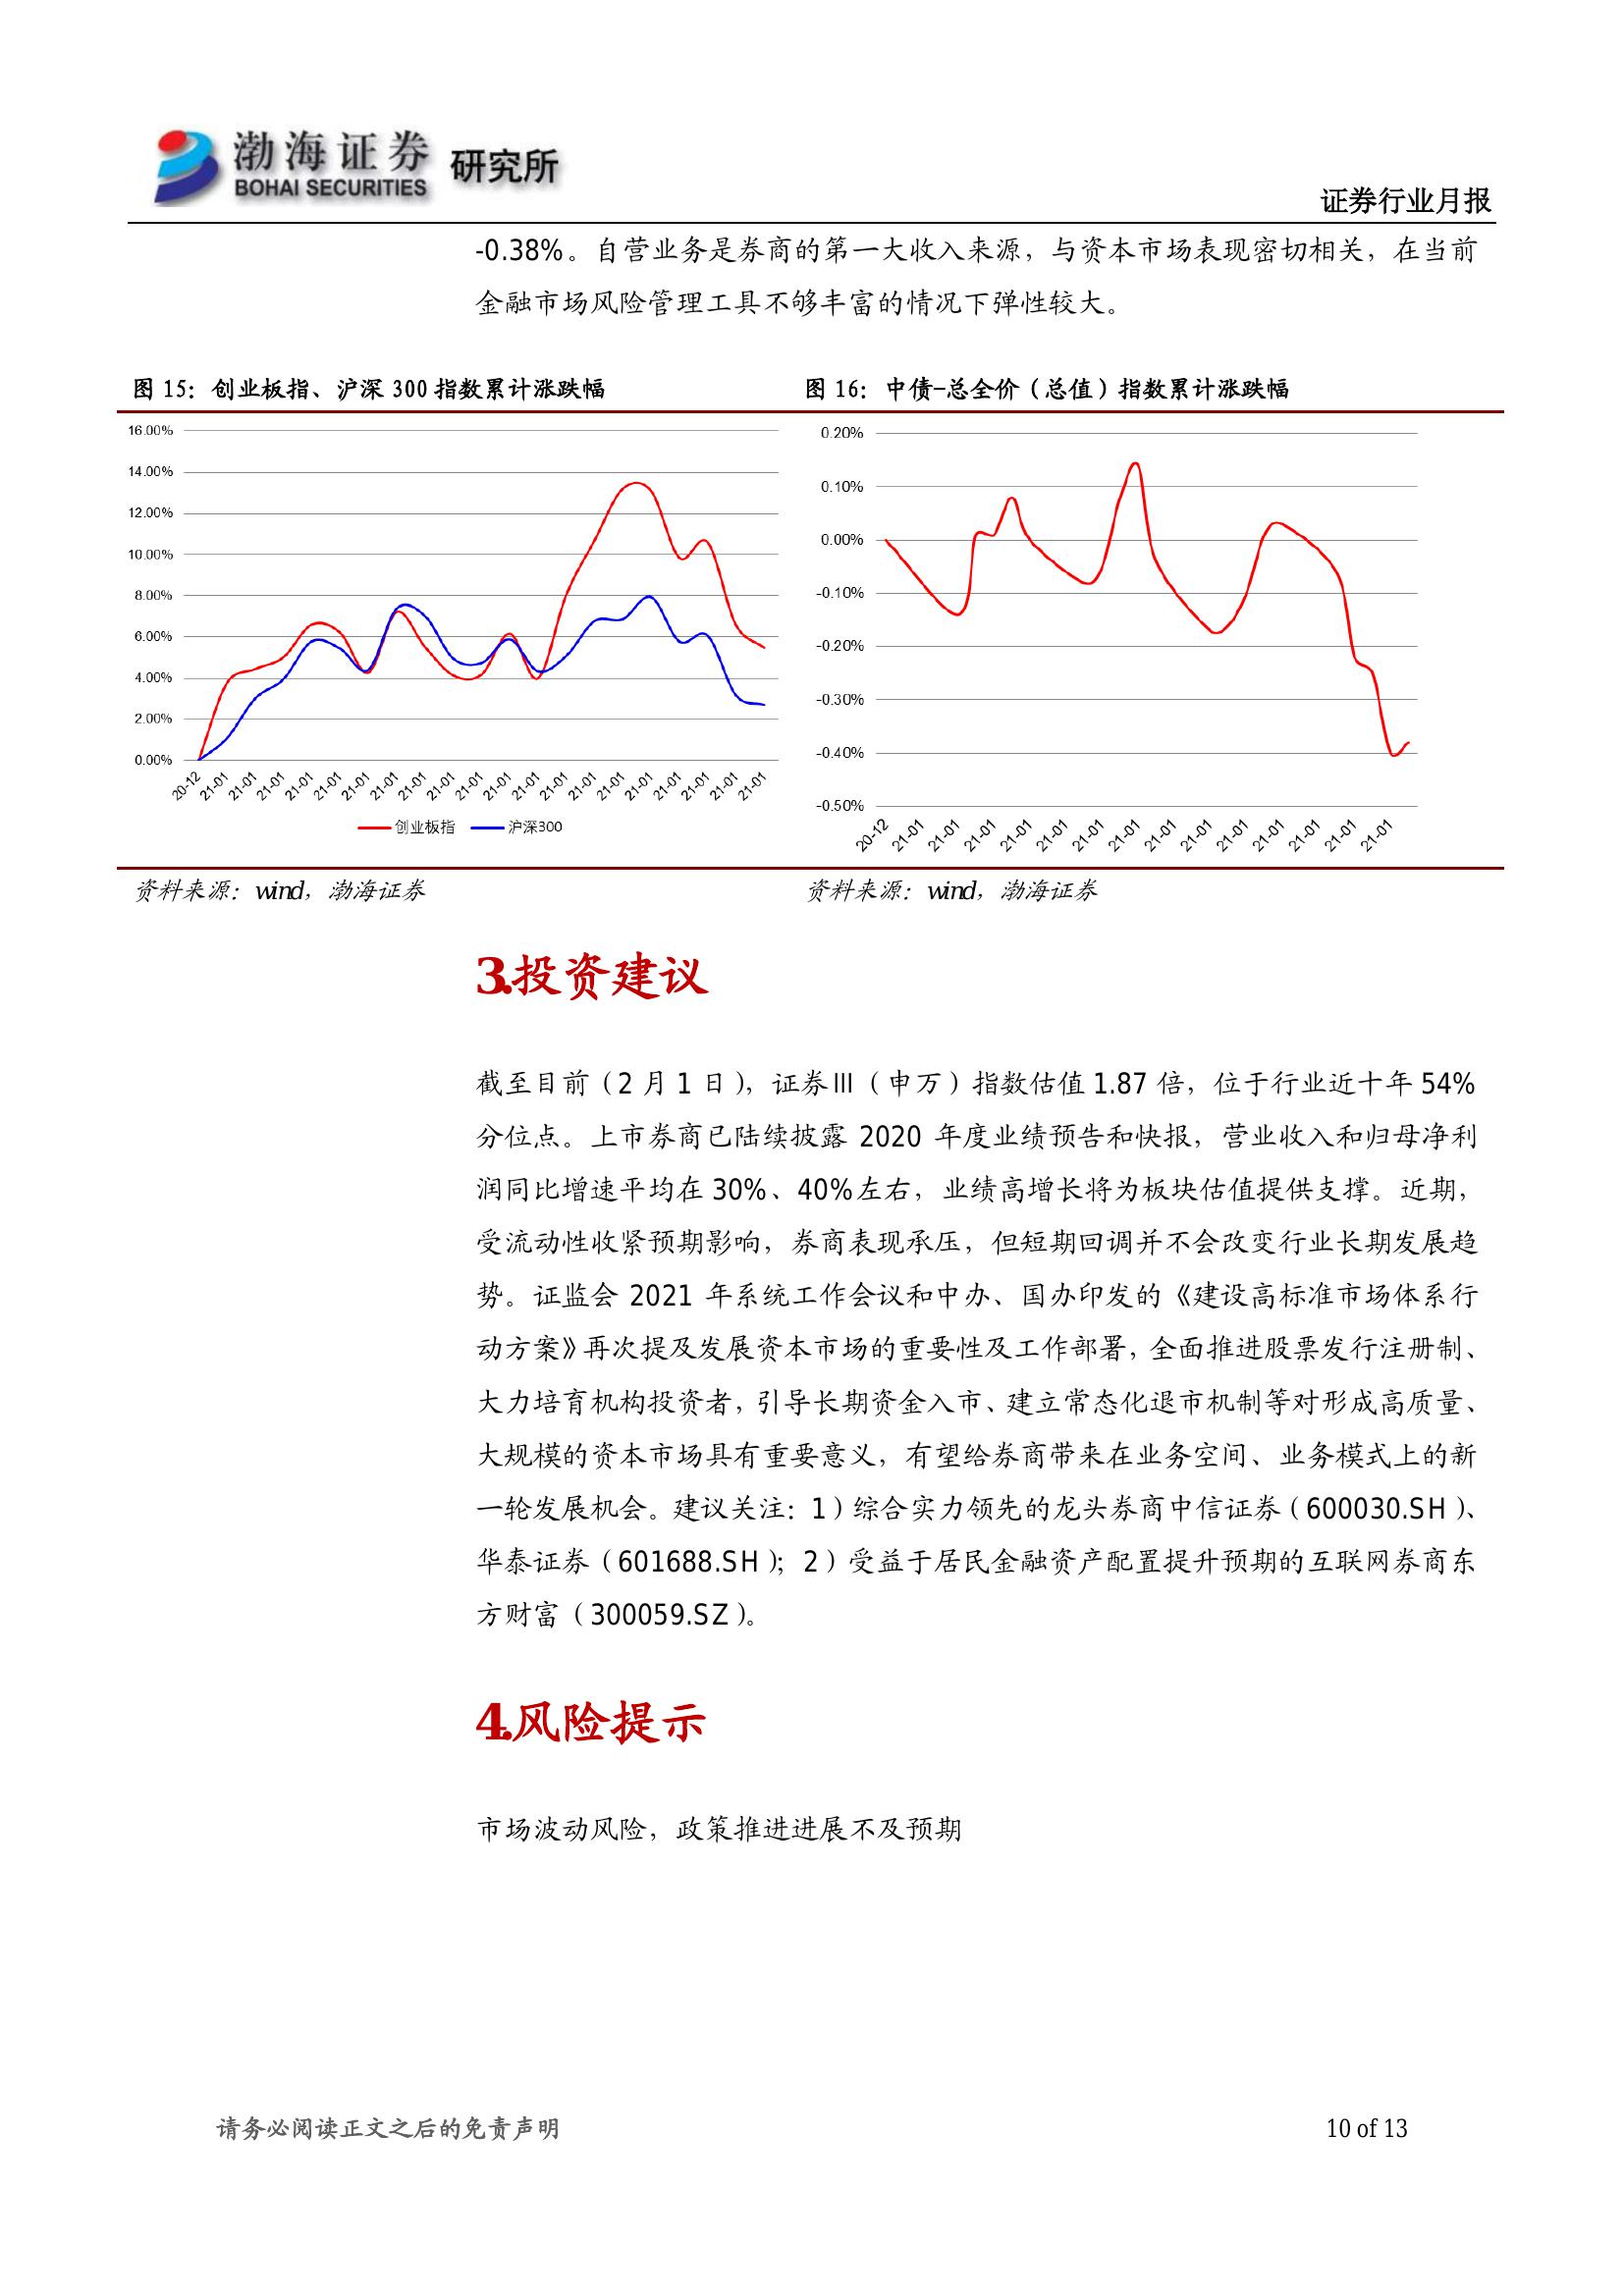 渤海证券 研究所
BOHAI SECURITIES
证券行业月报
-0.38%。自营业务是券商的第一大收入来源，与资本市场表现密切相关，在当前
金融市场风险管理工具不够丰富的情况下弹性较大。
图 15：创业板指、沪深 300 指数累计涨跌幅
16.00%
14.00%
12.00%
10.00%
8.00%
6.00%
4.00%
2.00%
0.00%
20-12 21-01 21-01 21-01 21-01 21-01 21-01 21-01 21-01 21-01 21-01 21-01 21-01 21-01 21-01 21-01 21-01 21-01 21-01 21-01 21-01
创业板指 沪深300
资料来源：wind，渤海证券
图 16：中债-总全价（总值）指数累计涨跌幅
0.20%
0.10%
0.00%
-0.10%
-0.20%
-0.30%
-0.40%
-0.50%
20-12 21-01 21-01 21-01 21-01 21-01 21-01 21-01 21-01 21-01 21-01 21-01 21-01 21-01 21-01
资料来源：wind，渤海证券
3.投资建议
截至目前（2 月 1 日），证券Ⅲ（申万）指数估值 1.87 倍，位于行业近十年 54%
分位点。上市券商已陆续披露 2020 年度业绩预告和快报，营业收入和归母净利
润同比增速平均在 30%、40%左右，业绩高增长将为板块估值提供支撑。近期，
受流动性收紧预期影响，券商表现承压，但短期回调并不会改变行业长期发展趋
势。证监会 2021 年系统工作会议和中办、国办印发的《建设高标准市场体系行
动方案》再次提及发展资本市场的重要性及工作部署，全面推进股票发行注册制、
大力培育机构投资者，引导长期资金入市、建立常态化退市机制等对形成高质量、
大规模的资本市场具有重要意义，有望给券商带来在业务空间、业务模式上的新
一轮发展机会。建议关注：1）综合实力领先的龙头券商中信证券（600030.SH）、
华泰证券（601688.SH）；2）受益于居民金融资产配置提升预期的互联网券商东
方财富（300059.SZ）。
4.风险提示
市场波动风险，政策推进进展不及预期
请务必阅读正文之后的免责声明
10 of 13